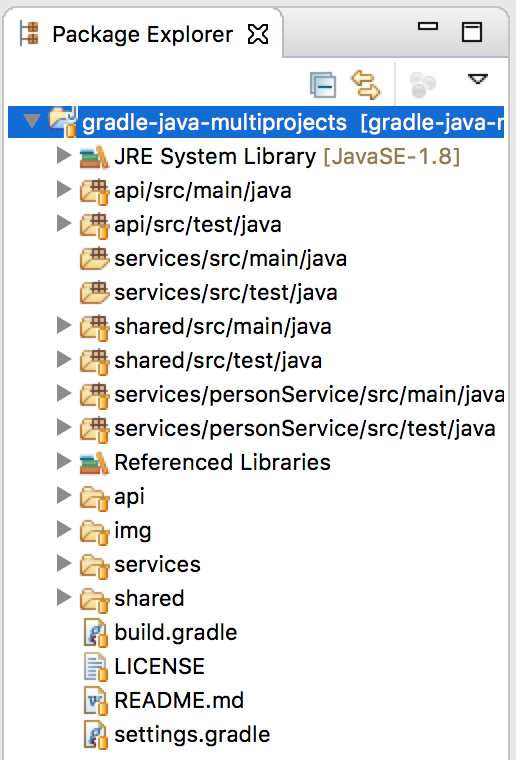 Package Explorer
gradle-java-multiprojects [gradle-java-r
JRE System Library [JavaSE-1.8]
api/src/main/java
api/src/test/java
services/src/main/java
services/src/test/java
shared/src/main/java
shared/src/test/java
services/personService/src/main/java
services/personService/src/test/java
Referenced Libraries
api
img
services
shared
build.gradle
LICENSE
README.md
settings.gradle